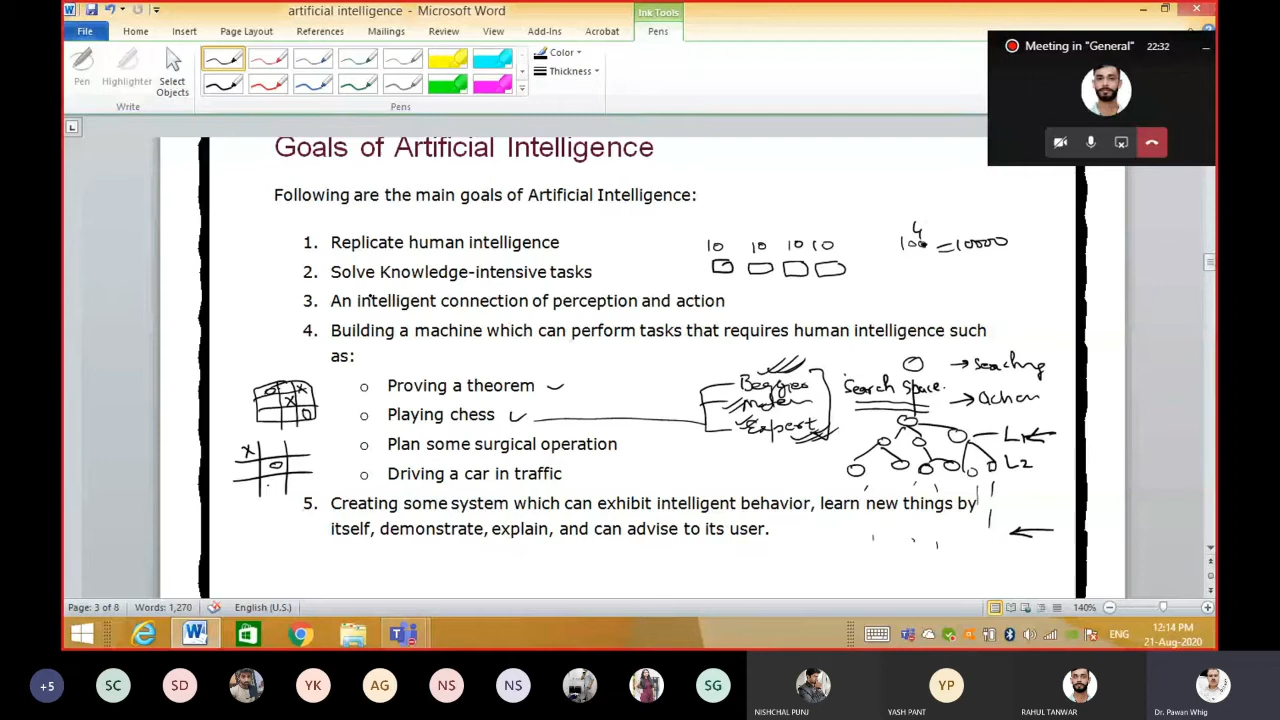 artificial intelligence - Microsoft Word
Ink Tools
File Home Insert Page Layout References Mailings Review View Add-Ins Acrobat Pens
Pen Highlighter Select Objects
Color
Thickness
Write
Pens
Meeting in "General" 22:32
Goals of Artificial Intelligence
Following are the main goals of Artificial Intelligence:
1. Replicate human intelligence
10 10 10 10
= 10000
2. Solve Knowledge-intensive tasks
3. An intelligent connection of perception and action
4. Building a machine which can perform tasks that requires human intelligence such
as:
→ Searching
Search Space
→ Action
o Proving a theorem
o Playing chess
Expert
L1
L2
o Plan some surgical operation
o Driving a car in traffic
5. Creating some system which can exhibit intelligent behavior, learn new things by
itself, demonstrate, explain, and can advise to its user.
Page: 3 of 8 Words: 1,270 English (U.S.) 140%
ENG
12:14 PM
21-Aug-2020
+5 SC SD YK AG NS NS SG YP
NISHCHAL PUNJ YASH PANT RAHUL TANWAR Dr. Pawan Whig